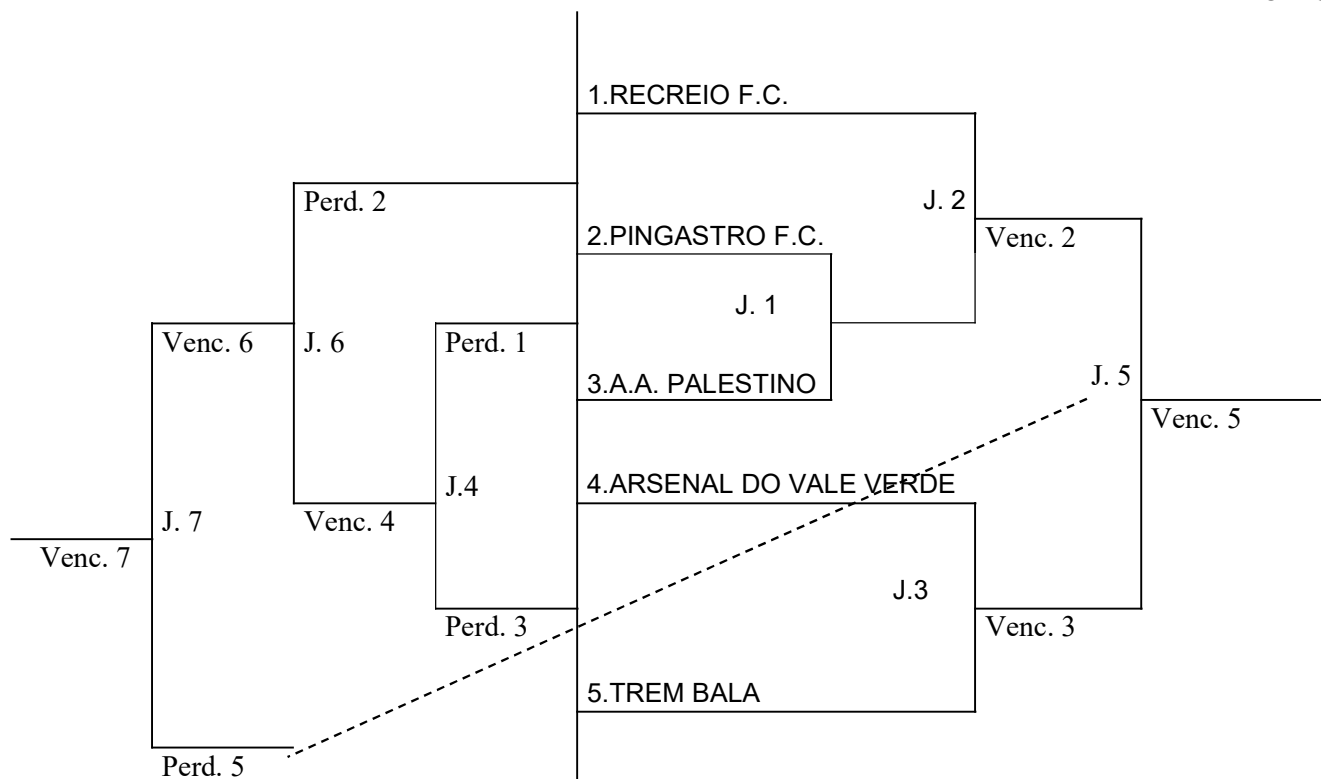 1.RECREIO F.C.
Perd. 2
J. 2
2.PINGASTRO F.C.
Venc. 2
J. 1
Venc. 6
J. 6
Perd. 1
3.A.A. PALESTINO
J. 5
Venc. 5
4.ARSENAL DO VALE VERDE
J.4
J. 7
Venc. 4
Venc. 7
J.3
Perd. 3
Venc. 3
5.TREM BALA
Perd. 5